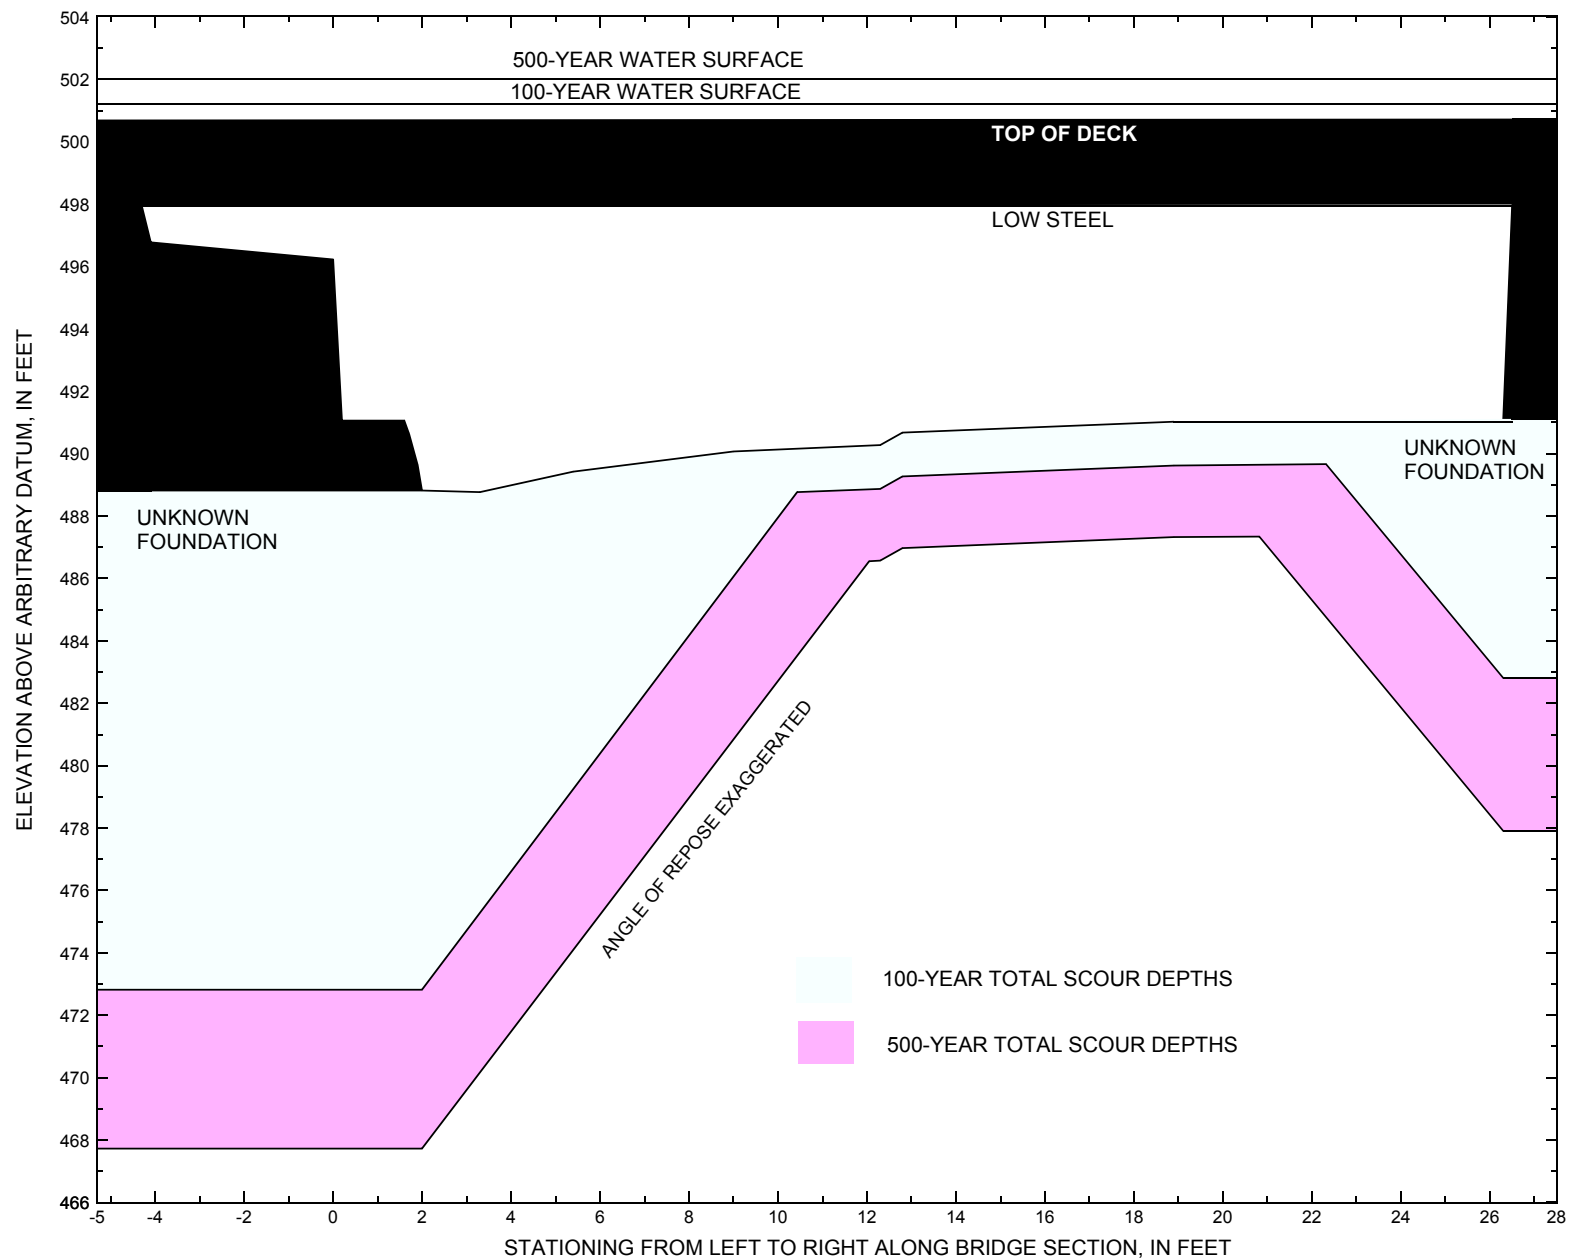 504
502
500
498
496
494
492
490
488
486
484
482
480
478
476
474
472
470
468
466
ELEVATION ABOVE ARBITRARY DATUM, IN FEET
500-YEAR WATER SURFACE
100-YEAR WATER SURFACE
TOP OF DECK
LOW STEEL
UNKNOWN
FOUNDATION
UNKNOWN
FOUNDATION
ANGLE OF REPOSE EXAGGERATED
100-YEAR TOTAL SCOUR DEPTHS
500-YEAR TOTAL SCOUR DEPTHS
-5 -4 -2 0 2 4 6 8 10 12 14 16 18 20 22 24 26 28
STATIONING FROM LEFT TO RIGHT ALONG BRIDGE SECTION, IN FEET